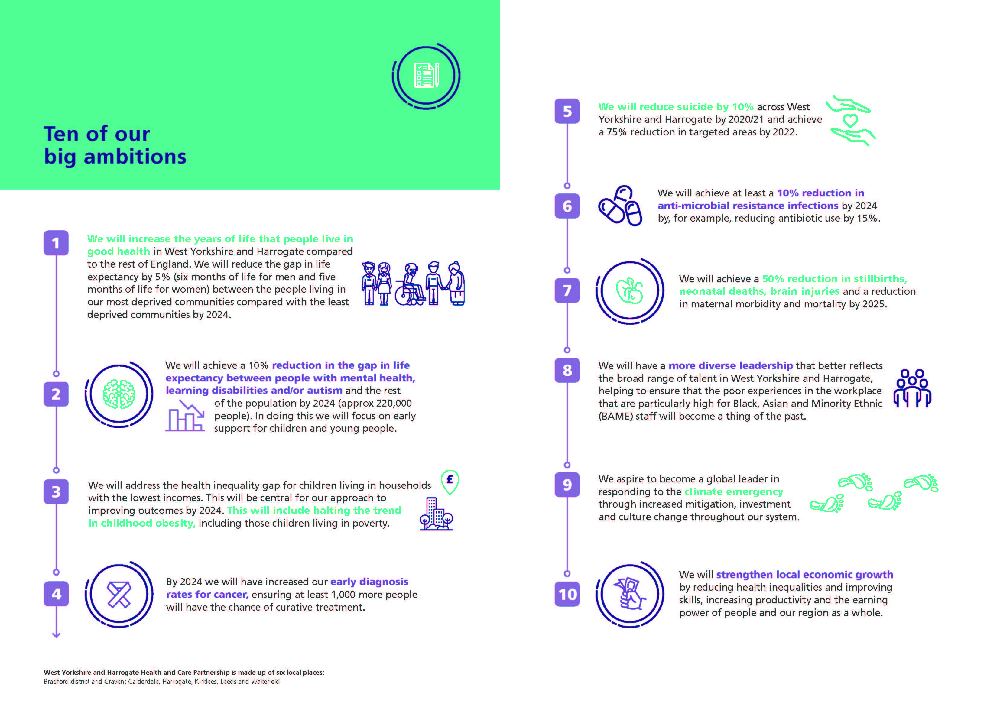 Ten of our
big ambitions
1
We will increase the years of life that people live in
good health in West Yorkshire and Harrogate compared
to the rest of England. We will reduce the gap in life
expectancy by 5% (six months of life for men and five
months of life for women) between the people living in
our most deprived communities compared with the least
deprived communities by 2024.
2
We will achieve a 10% reduction in the gap in life
expectancy between people with mental health,
learning disabilities and/or autism and the rest
of the population by 2024 (approx 220,000
people). In doing this we will focus on early
support for children and young people.
3
We will address the health inequality gap for children living in households
with the lowest incomes. This will be central for our approach to
improving outcomes by 2024. This will include halting the trend
in childhood obesity, including those children living in poverty.
£
4
By 2024 we will have increased our early diagnosis
rates for cancer, ensuring at least 1,000 more people
will have the chance of curative treatment.
West Yorkshire and Harrogate Health and Care Partnership is made up of six local places:
Bradford district and Craven; Calderdale, Harrogate, Kirklees, Leeds and Wakefield
5
We will reduce suicide by 10% across West
Yorkshire and Harrogate by 2020/21 and achieve
a 75% reduction in targeted areas by 2022.
6
We will achieve at least a 10% reduction in
anti-microbial resistance infections by 2024
by, for example, reducing antibiotic use by 15%.
7
We will achieve a 50% reduction in stillbirths,
neonatal deaths, brain injuries and a reduction
in maternal morbidity and mortality by 2025.
8
We will have a more diverse leadership that better reflects
the broad range of talent in West Yorkshire and Harrogate,
helping to ensure that the poor experiences in the workplace
that are particularly high for Black, Asian and Minority Ethnic
(BAME) staff will become a thing of the past.
9
We aspire to become a global leader in
responding to the climate emergency
through increased mitigation, investment
and culture change throughout our system.
10
We will strengthen local economic growth
by reducing health inequalities and improving
skills, increasing productivity and the earning
power of people and our region as a whole.